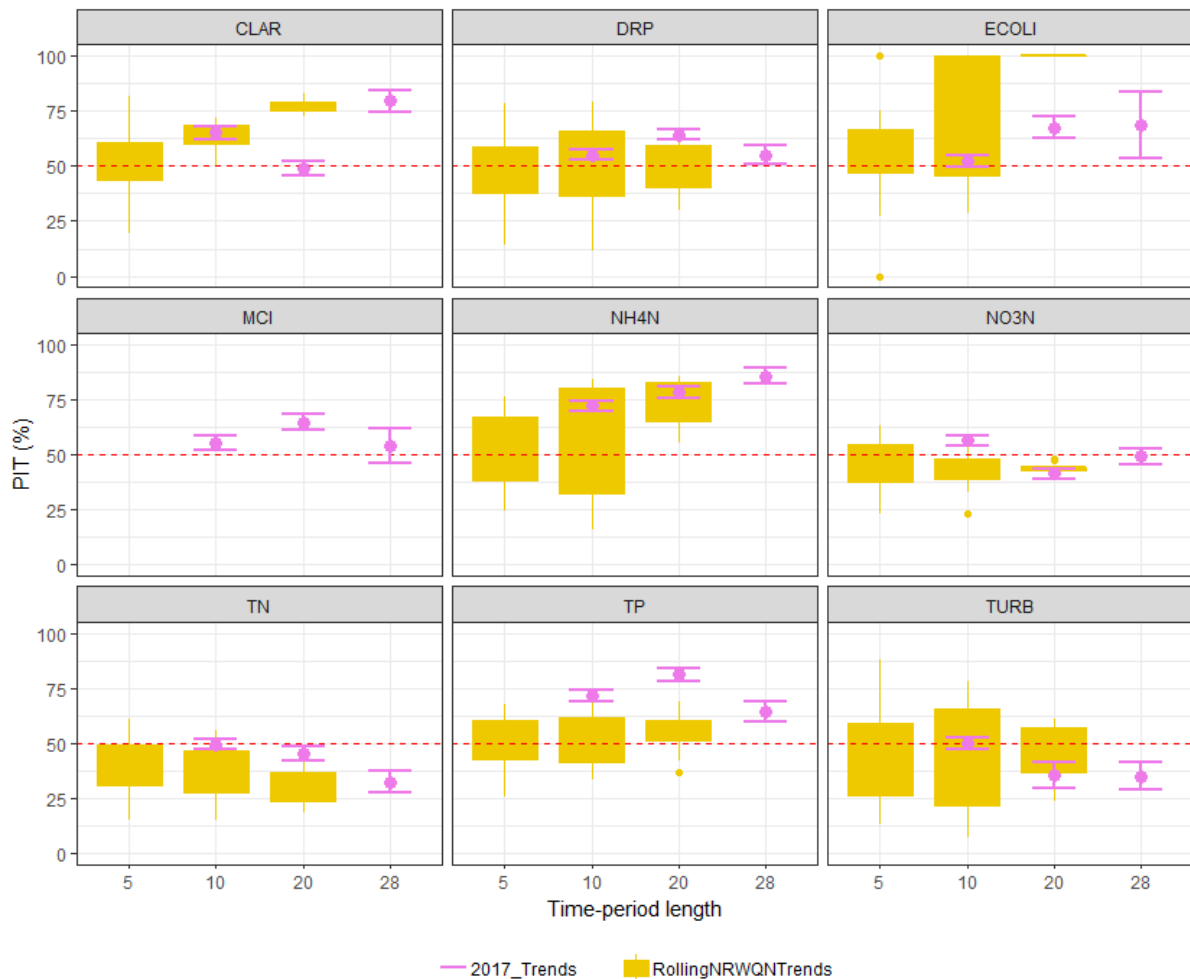 CLAR DRP ECOLI
100
75
50
25
0
MCI NH4N NO3N
100
75
50
25
0
TN TP TURB
100
75
50
25
0
PIT (%)
5 10 20 28 5 10 20 28 5 10 20 28
Time-period length
2017_Trends RollingNRWQNTrends